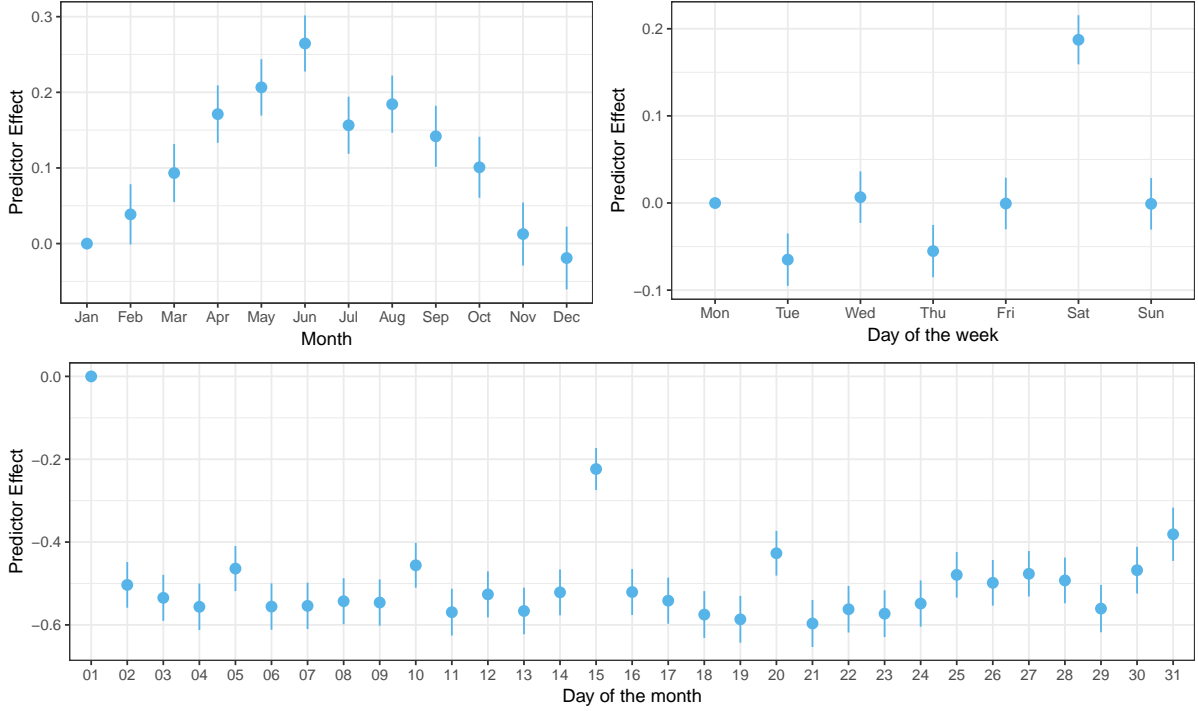 0.3
0.2
0.1
0.0
Predictor Effect
Jan Feb Mar Apr May Jun Jul Aug Sep Oct Nov Dec
Month
0.2
0.1
0.0
−0.1
Predictor Effect
Mon Tue Wed Thu Fri Sat Sun
Day of the week
0.0
−0.2
−0.4
−0.6
Predictor Effect
01 02 03 04 05 06 07 08 09 10 11 12 13 14 15 16 17 18 19 20 21 22 23 24 25 26 27 28 29 30 31
Day of the month